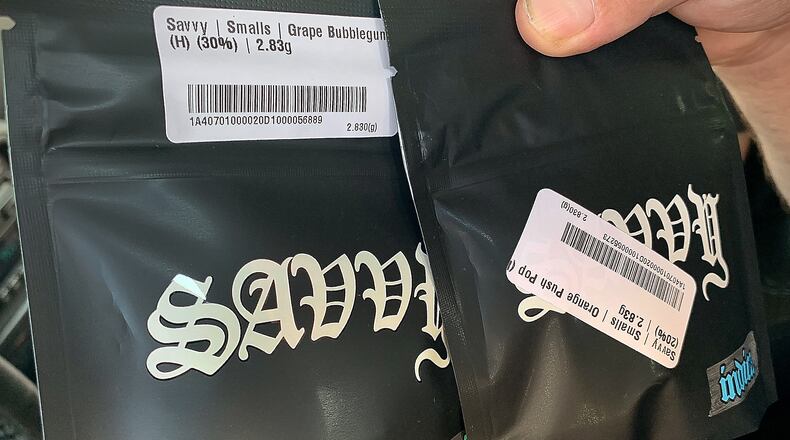 Savvy | Smalls | Grape Bubblegum
(H) (30%) | 2.83g
1A40701000020D1000056889
2.830(g)
SAVVY
Savvy | Smalls | Orange Push Pop (
(20%) | 2.83g
2.830(g)
SAVVY
indica